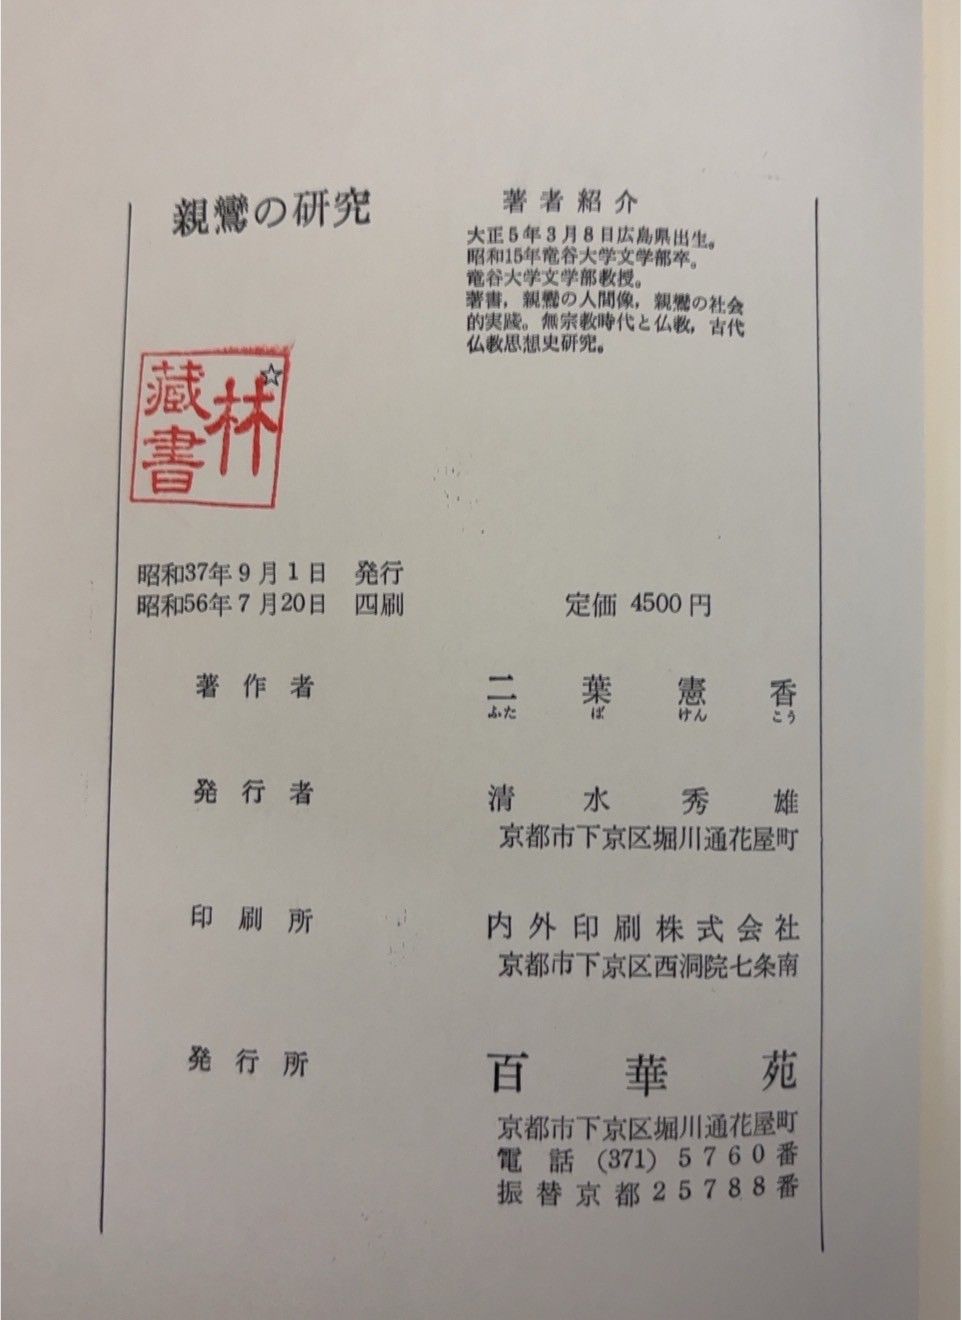 親鸞の研究
著者紹介
大正5年3月8日広島県出生。
昭和15年竜谷大学文学部卒。
竜谷大学文学部教授。
著書，親鸞の人間像，親鸞の社会
的実践。無宗教時代と仏教，古代
仏教思想史研究。
林
蔵書
昭和37年9月1日 発行
昭和56年7月20日 四刷
定価 4500円
著作者 二葉憲香
ふた ば けん こう
発行者 清水秀雄
京都市下京区堀川通花屋町
印刷所 内外印刷株式会社
京都市下京区西洞院七条南
発行所 百華苑
京都市下京区堀川通花屋町
電話 (371) 5760番
振替京都25788番